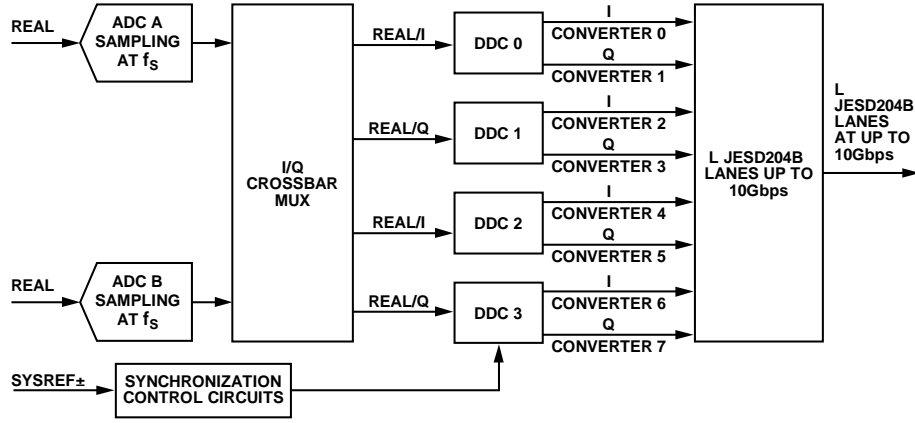 REAL
ADC A
SAMPLING
AT fS
REAL
ADC B
SAMPLING
AT fS
SYSREF±
SYNCHRONIZATION
CONTROL CIRCUITS
I/Q
CROSSBAR
MUX
REAL/I
REAL/Q
REAL/I
REAL/Q
DDC 0
DDC 1
DDC 2
DDC 3
I
CONVERTER 0
Q
CONVERTER 1
I
CONVERTER 2
Q
CONVERTER 3
I
CONVERTER 4
Q
CONVERTER 5
I
CONVERTER 6
Q
CONVERTER 7
L JESD204B
LANES UP TO
10Gbps
L
JESD204B
LANES
AT UP TO
10Gbps